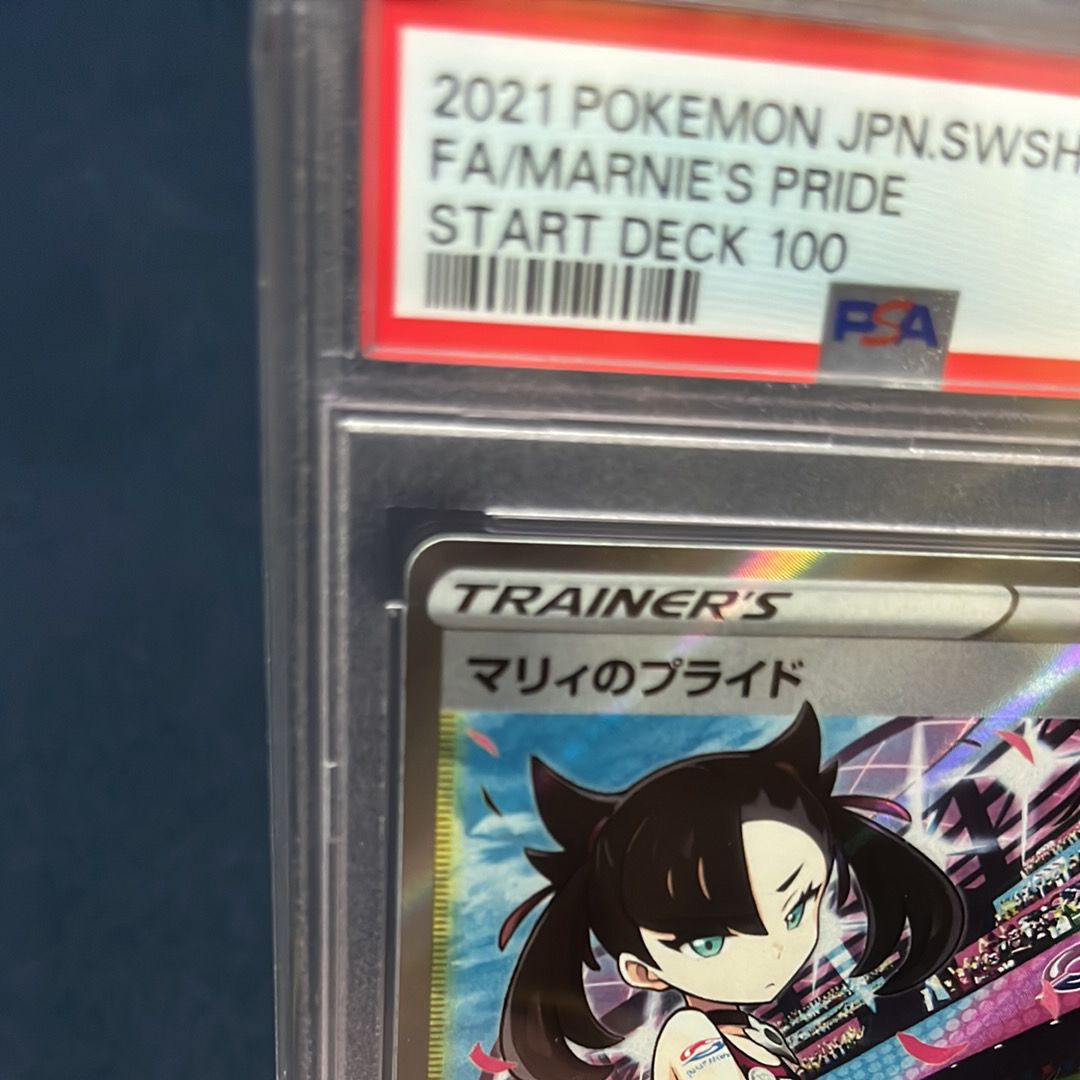 2021 POKEMON JPN.SWSH
FA/MARNIE'S PRIDE
START DECK 100
PSA
TRAINER'S
マリィのプライド